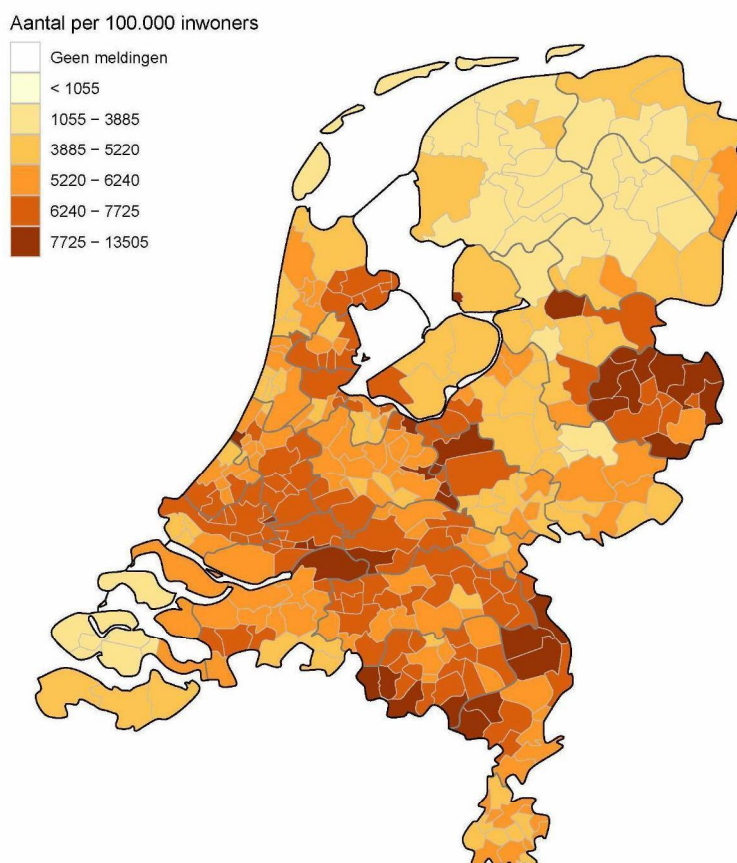 Aantal per 100.000 inwoners
Geen meldingen
< 1055
1055 – 3885
3885 – 5220
5220 – 6240
6240 – 7725
7725 – 13505